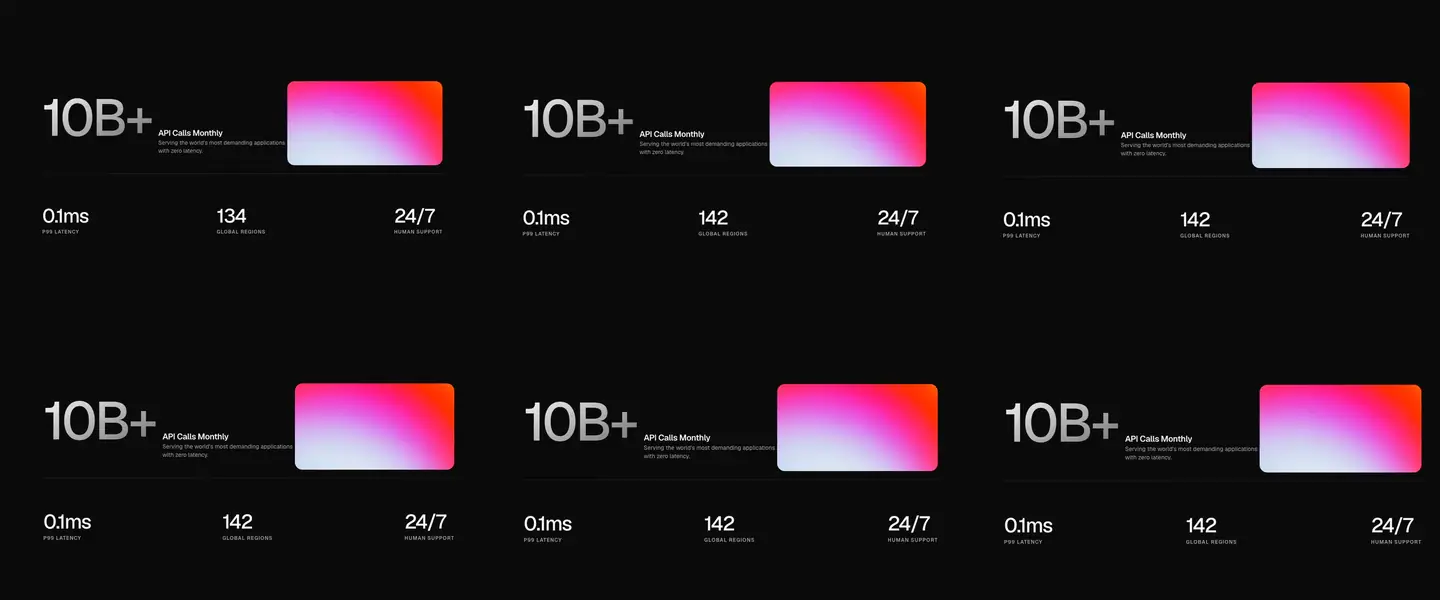 10B+
API Calls Monthly
Serving the world's most demanding applications
with zero latency.
0.1ms
P99 LATENCY
134
GLOBAL REGIONS
24/7
HUMAN SUPPORT
10B+
API Calls Monthly
Serving the world's most demanding applications
with zero latency.
0.1ms
P99 LATENCY
142
GLOBAL REGIONS
24/7
HUMAN SUPPORT
10B+
API Calls Monthly
Serving the world's most demanding applications
with zero latency.
0.1ms
P99 LATENCY
142
GLOBAL REGIONS
24/7
HUMAN SUPPORT
10B+
API Calls Monthly
Serving the world's most demanding applications
with zero latency.
0.1ms
P99 LATENCY
142
GLOBAL REGIONS
24/7
HUMAN SUPPORT
10B+
API Calls Monthly
Serving the world's most demanding applications
with zero latency.
0.1ms
P99 LATENCY
142
GLOBAL REGIONS
24/7
HUMAN SUPPORT
10B+
API Calls Monthly
Serving the world's most demanding applications
with zero latency.
0.1ms
P99 LATENCY
142
GLOBAL REGIONS
24/7
HUMAN SUPPORT